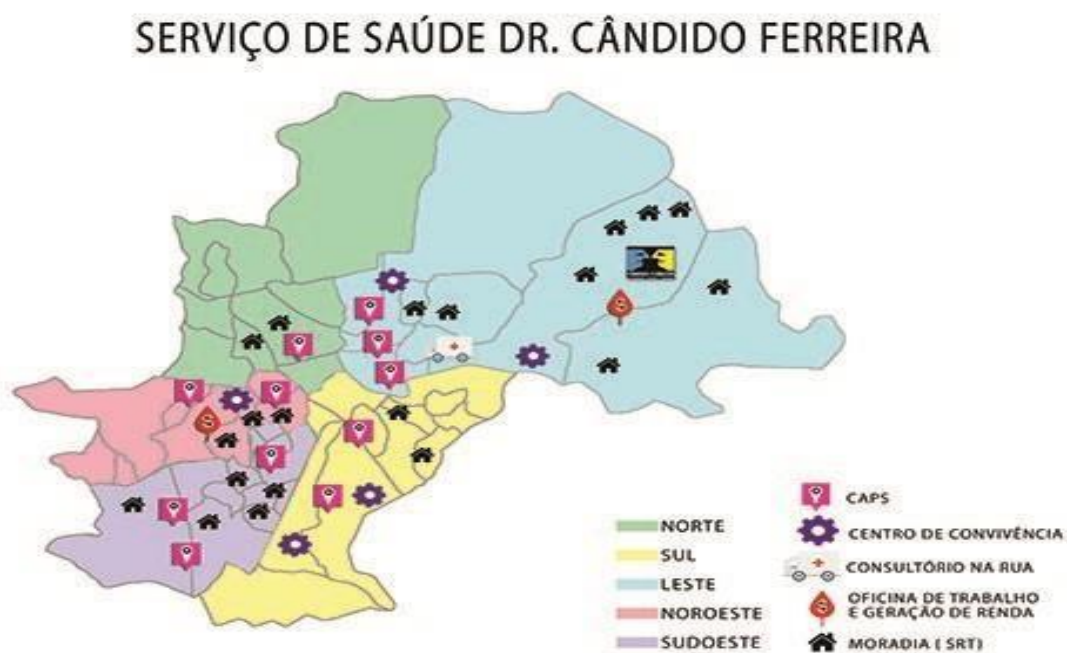 SERVIÇO DE SAÚDE DR. CÂNDIDO FERREIRA
NORTE
SUL
LESTE
NOROESTE
SUDOESTE
CAPS
CENTRO DE CONVIVÊNCIA
CONSULTÓRIO NA RUA
OFICINA DE TRABALHO
E GERAÇÃO DE RENDA
MORADIA ( SRT)